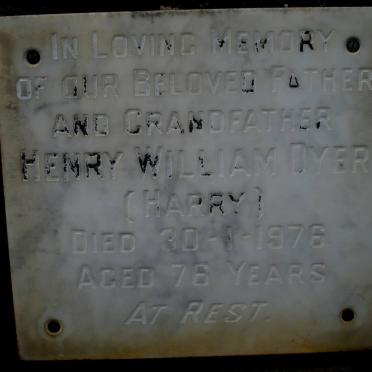 IN LOVING MEMORY
OF OUR BELOVED FATHER
AND GRANDFATHER
HENRY WILLIAM DYER
(HARRY)
DIED 30-1-1976
AGED 76 YEARS
AT REST.